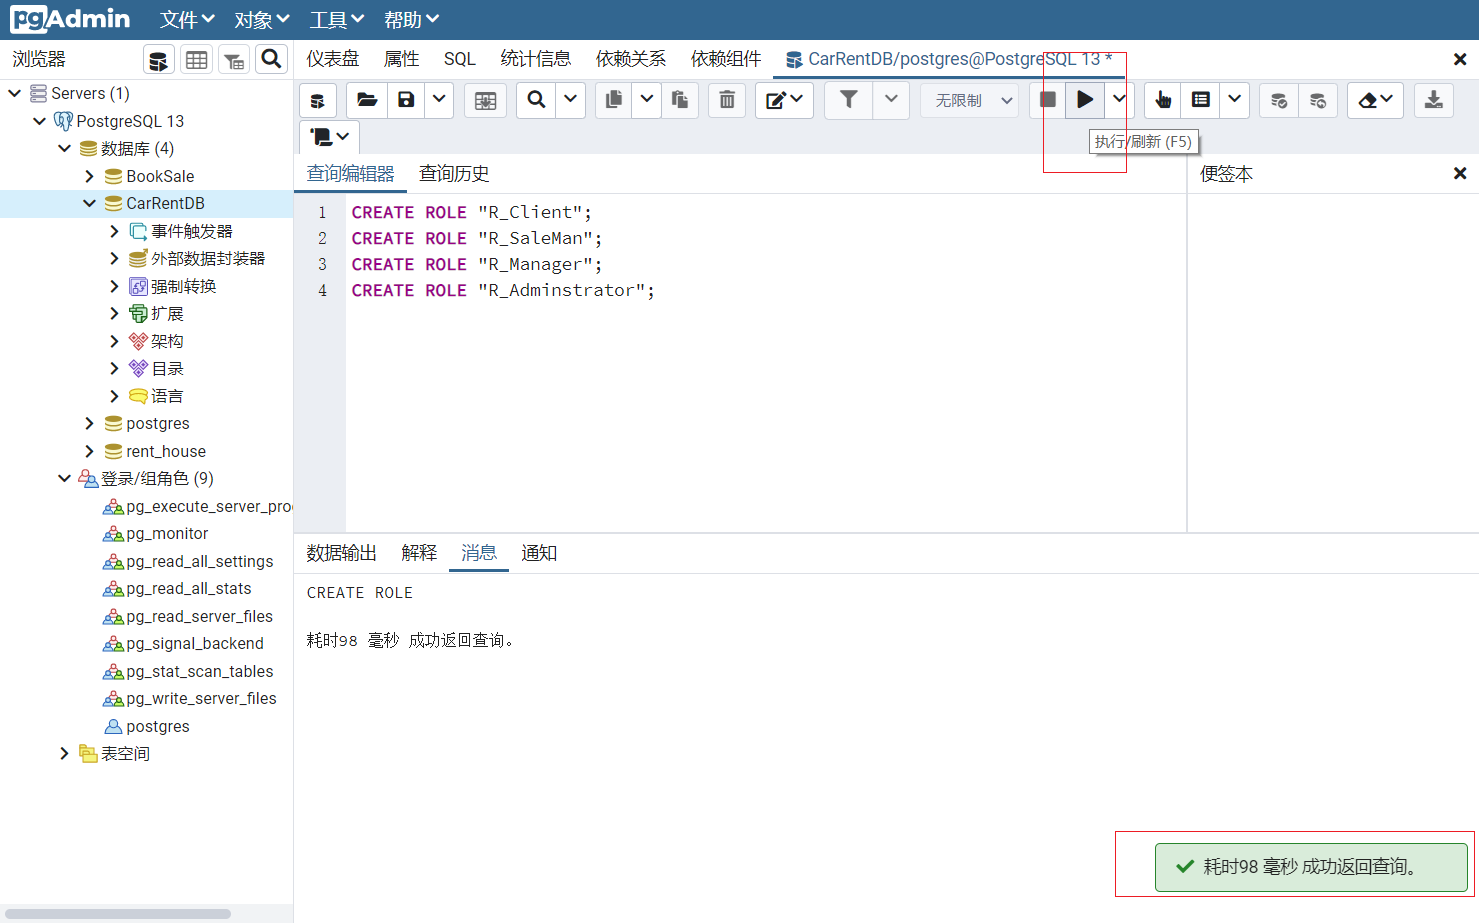 pgAdmin 文件 对象 工具 帮助
浏览器
仪表盘 属性 SQL 统计信息 依赖关系 依赖组件 CarRentDB/postgres@PostgreSQL 13 *
无限制
执行/刷新 (F5)
Servers (1)
PostgreSQL 13
数据库 (4)
BookSale
CarRentDB
事件触发器
外部数据封装器
强制转换
扩展
架构
目录
语言
postgres
rent_house
登录/组角色 (9)
pg_execute_server_pro
pg_monitor
pg_read_all_settings
pg_read_all_stats
pg_read_server_files
pg_signal_backend
pg_stat_scan_tables
pg_write_server_files
postgres
表空间
查询编辑器 查询历史
便签本
1 CREATE ROLE "R_Client";
2 CREATE ROLE "R_SaleMan";
3 CREATE ROLE "R_Manager";
4 CREATE ROLE "R_Adminstrator";
数据输出 解释 消息 通知
CREATE ROLE
耗时98 毫秒 成功返回查询。
耗时98 毫秒 成功返回查询。